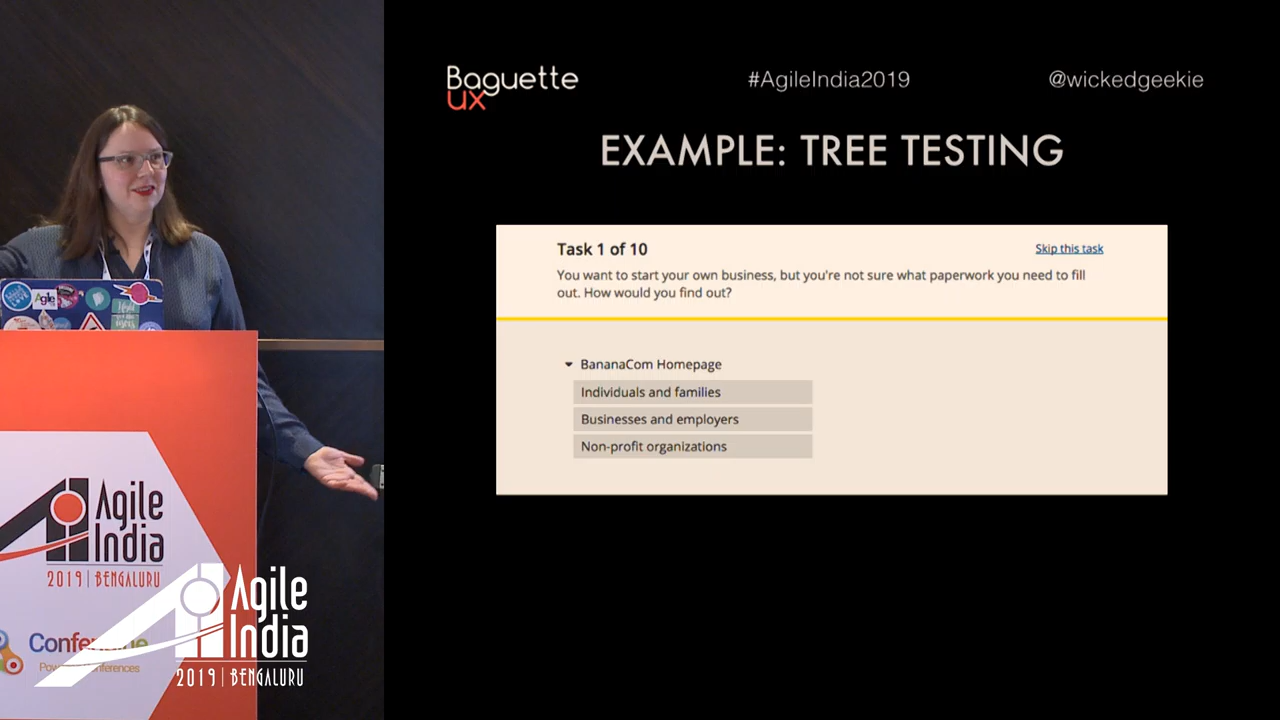 Baguette
ux
#AgileIndia2019
@wickedgeekie
EXAMPLE: TREE TESTING
Task 1 of 10
Skip this task
You want to start your own business, but you're not sure what paperwork you need to fill
out. How would you find out?
BananaCom Homepage
Individuals and families
Businesses and employers
Non-profit organizations
Agile
Agile
India
2019 | BENGALURU
Agile
India
2019 | BENGALURU